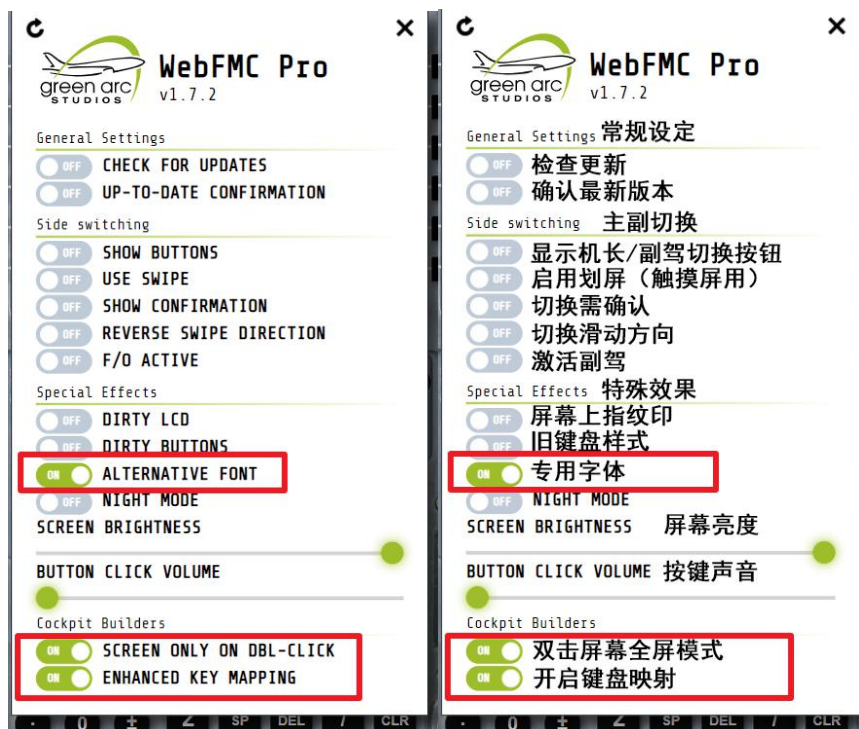 green arc
STUDIOS
WebFMC Pro
v1.7.2
General Settings
OFF CHECK FOR UPDATES
OFF UP-TO-DATE CONFIRMATION
Side switching
OFF SHOW BUTTONS
OFF USE SWIPE
OFF SHOW CONFIRMATION
OFF REVERSE SWIPE DIRECTION
OFF F/O ACTIVE
Special Effects
OFF DIRTY LCD
OFF DIRTY BUTTONS
ON ALTERNATIVE FONT
OFF NIGHT MODE
SCREEN BRIGHTNESS
BUTTON CLICK VOLUME
Cockpit Builders
ON SCREEN ONLY ON DBL-CLICK
ON ENHANCED KEY MAPPING
. 0 ± Z SP DEL / CLR
green arc
STUDIOS
WebFMC Pro
v1.7.2
General Settings 常规设定
OFF 检查更新
OFF 确认最新版本
Side switching 主副切换
OFF 显示机长/副驾切换按钮
OFF 启用划屏（触摸屏用）
OFF 切换需确认
OFF 切换滑动方向
OFF 激活副驾
Special Effects 特殊效果
OFF 屏幕上指纹印
OFF 旧键盘样式
ON 专用字体
OFF NIGHT MODE
SCREEN BRIGHTNESS 屏幕亮度
BUTTON CLICK VOLUME 按键声音
Cockpit Builders
ON 双击屏幕全屏模式
ON 开启键盘映射
. 0 ± Z SP DEL / CLR